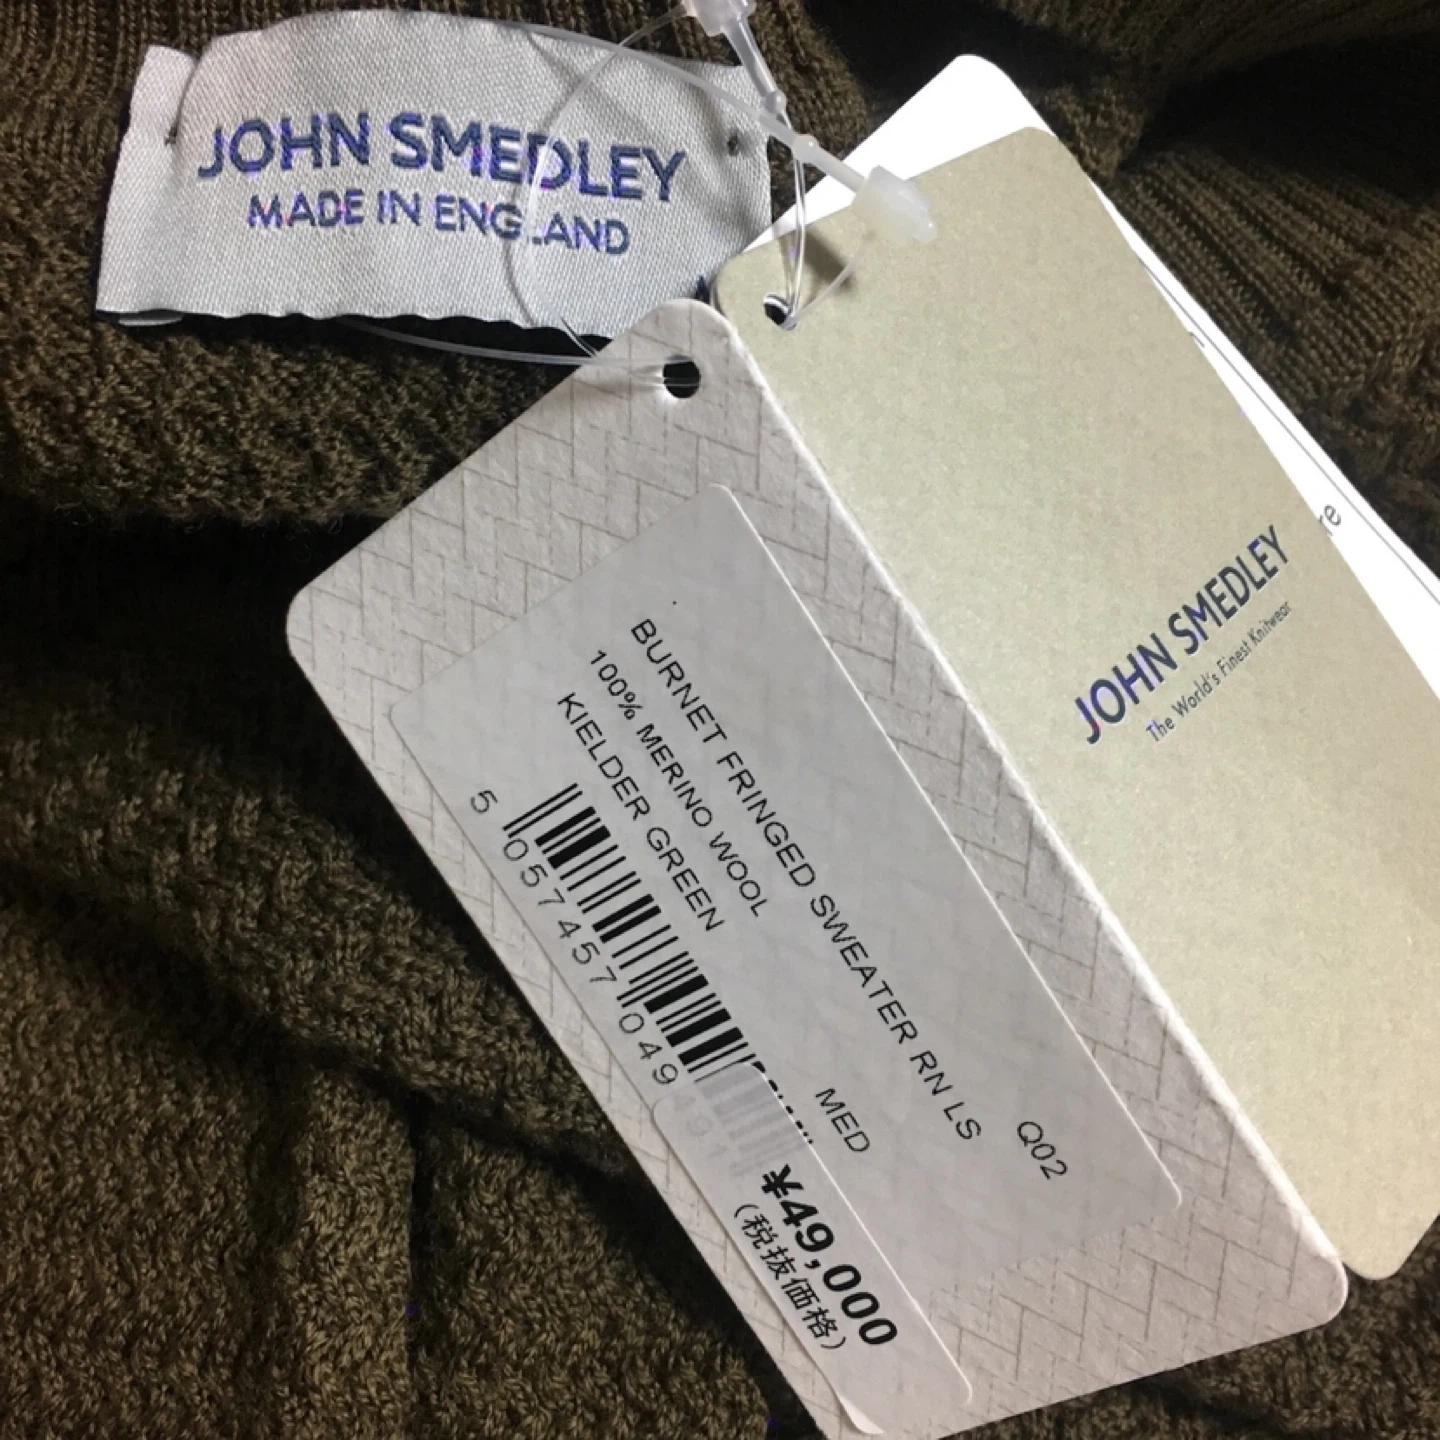 JOHN SMEDLEY
MADE IN ENGLAND
JOHN SMEDLEY
The World's Finest Knitwear
re
BURNET FRINGED SWEATER RN LS
Q02
100% MERINO WOOL
KIELDER GREEN
MED
5 057457 049
¥49,000
(税抜価格)